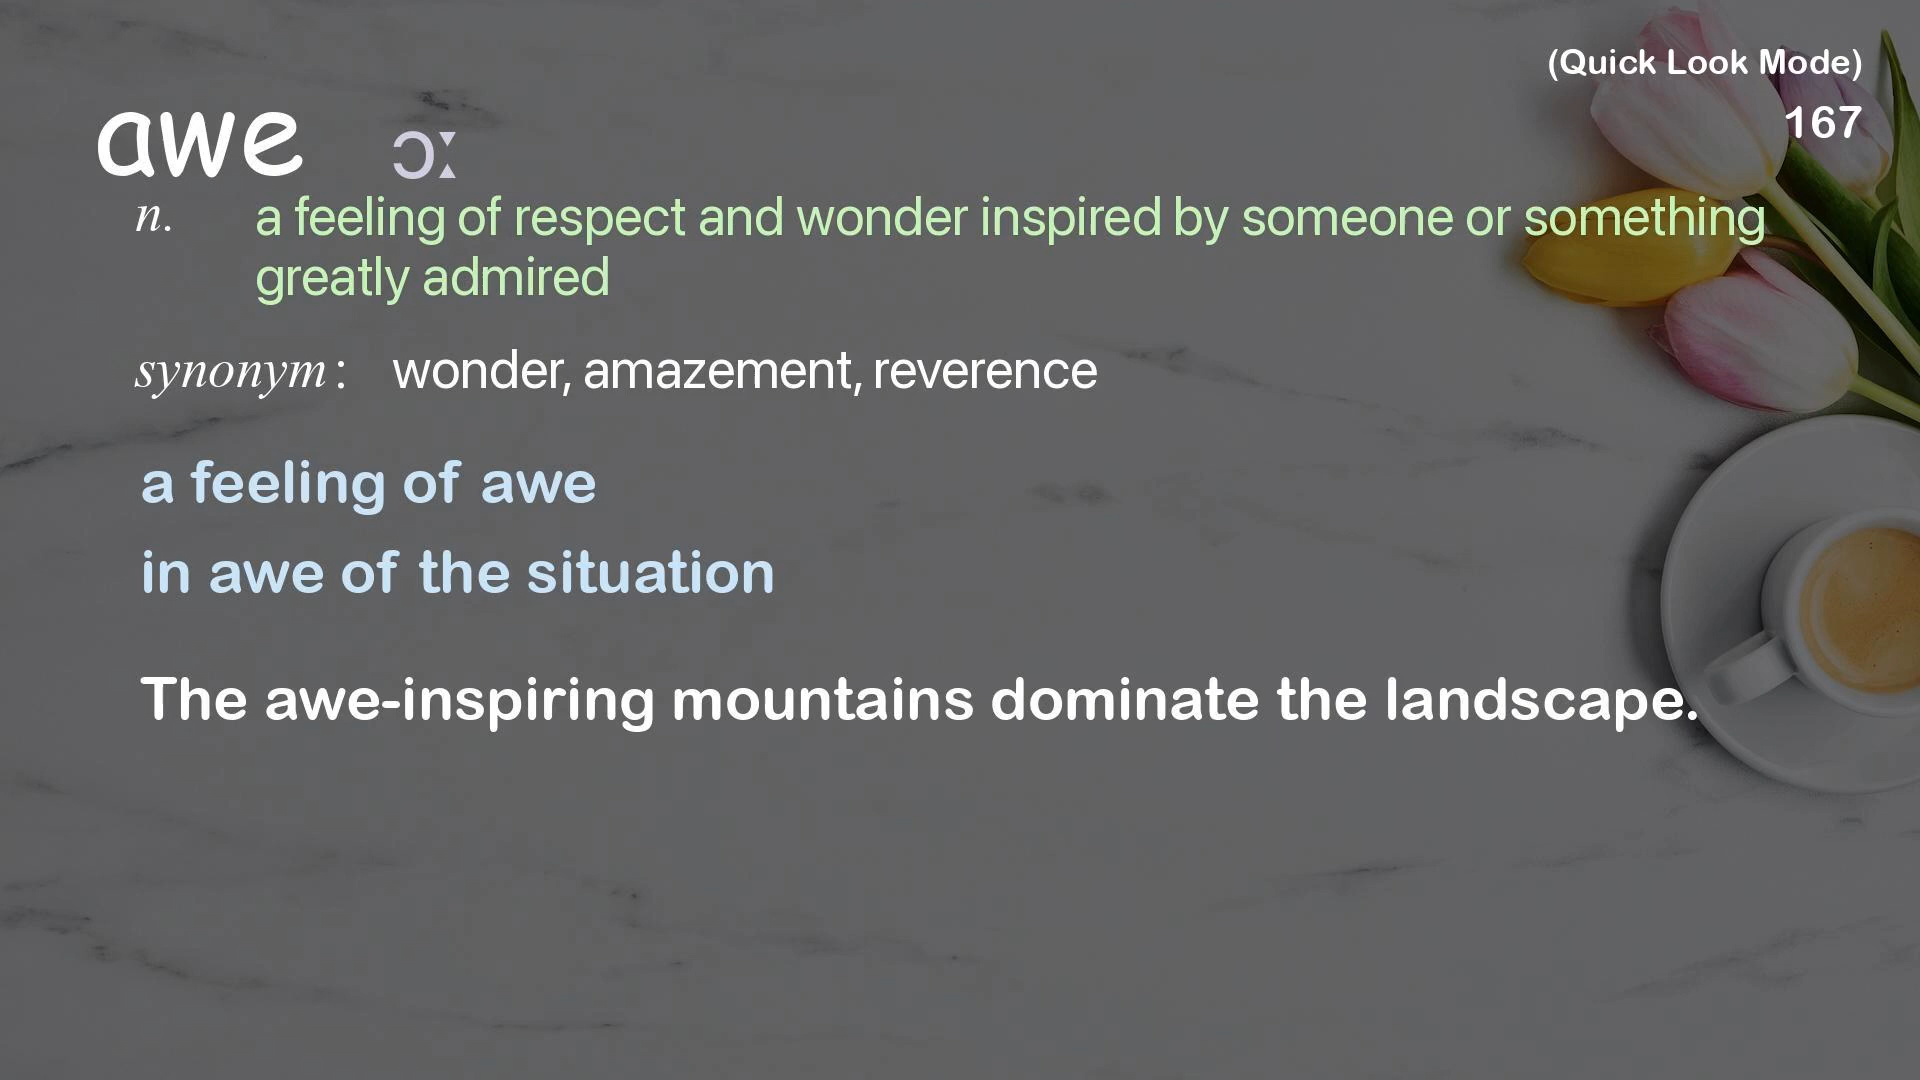 (Quick Look Mode)
167
awe ɔː
n. a feeling of respect and wonder inspired by someone or something
greatly admired
synonym: wonder, amazement, reverence
a feeling of awe
in awe of the situation
The awe-inspiring mountains dominate the landscape.